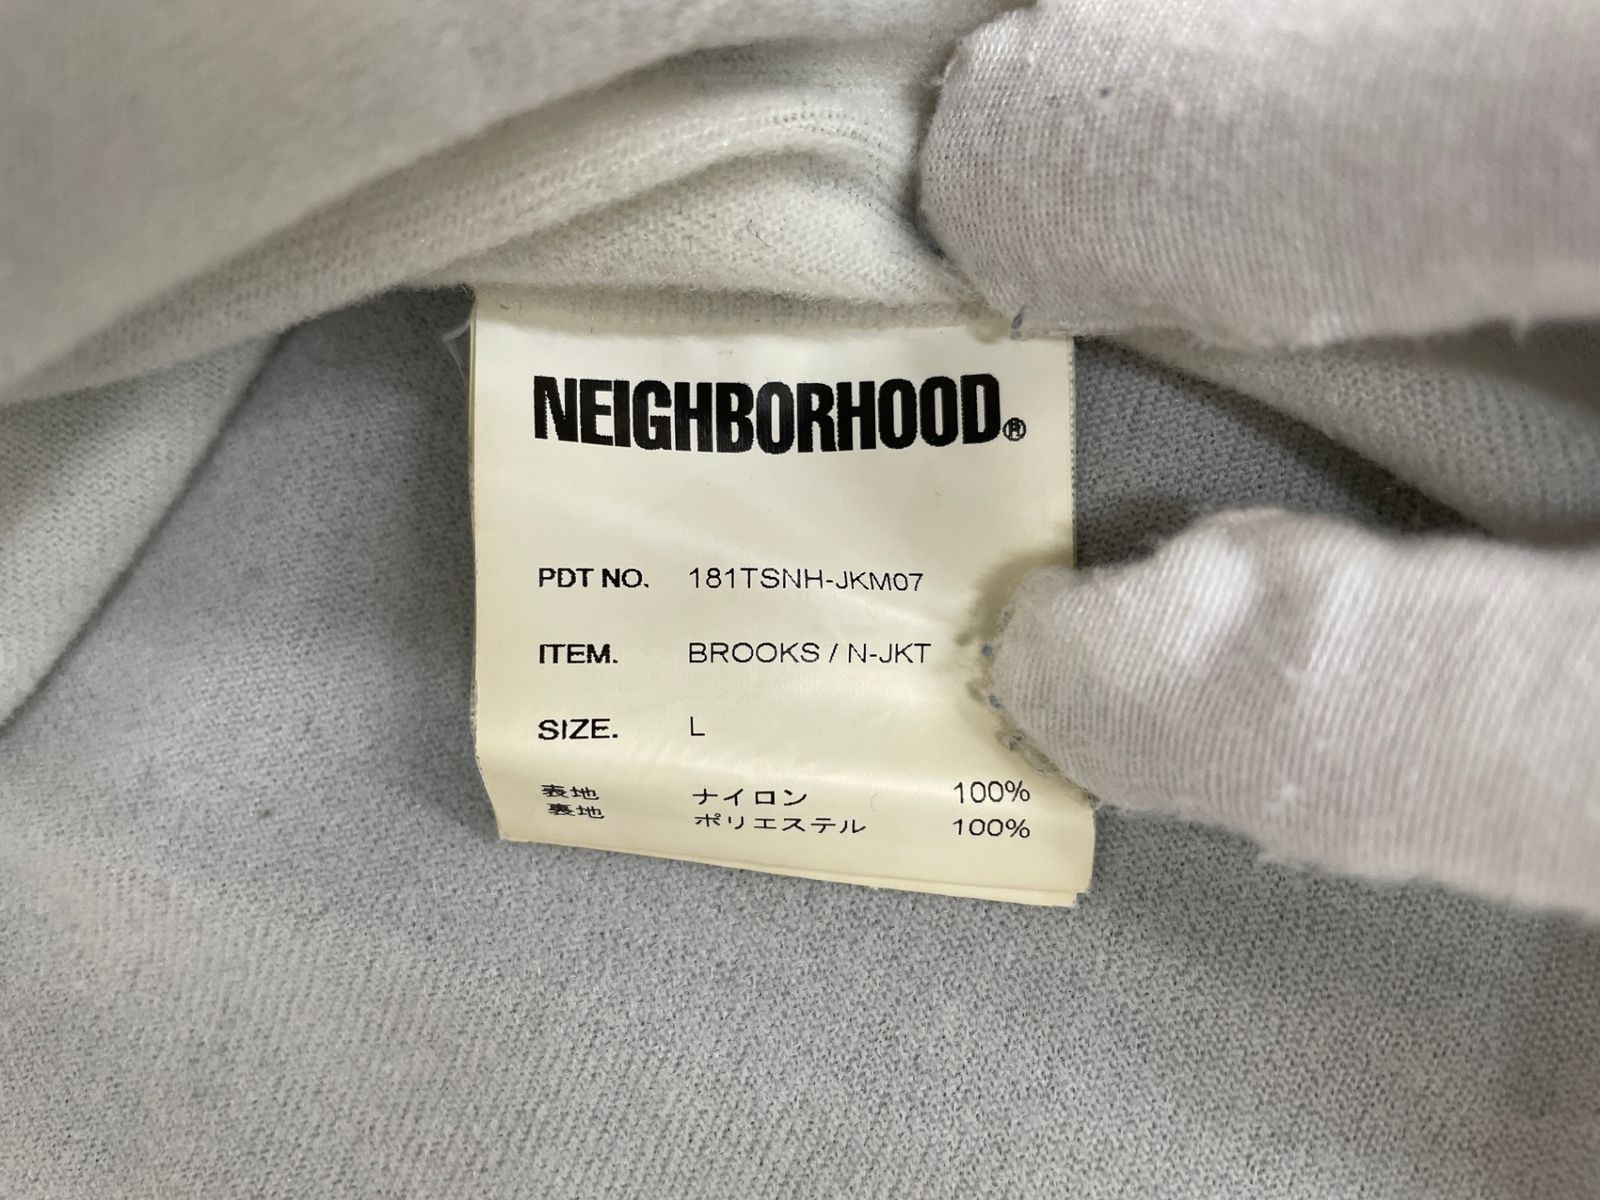 NEIGHBORHOOD®
PDT NO. 181TSNH-JKM07
ITEM. BROOKS / N-JKT
SIZE. L
表地 ナイロン 100%
裏地 ポリエステル 100%